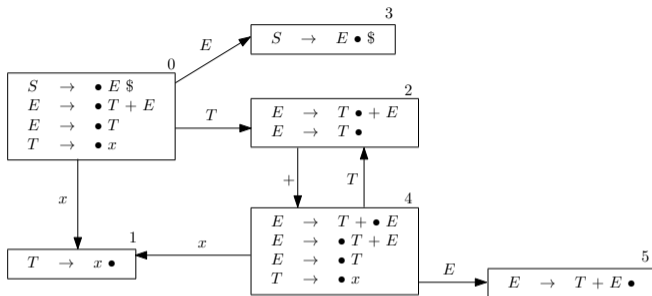 3
S → E • $
E
0
S → • E $
E → • T + E
E → • T
T → • x
T
2
E → T • + E
E → T •
+
T
x
4
E → T + • E
E → • T + E
E → • T
T → • x
1
T → x •
x
E
5
E → T + E •